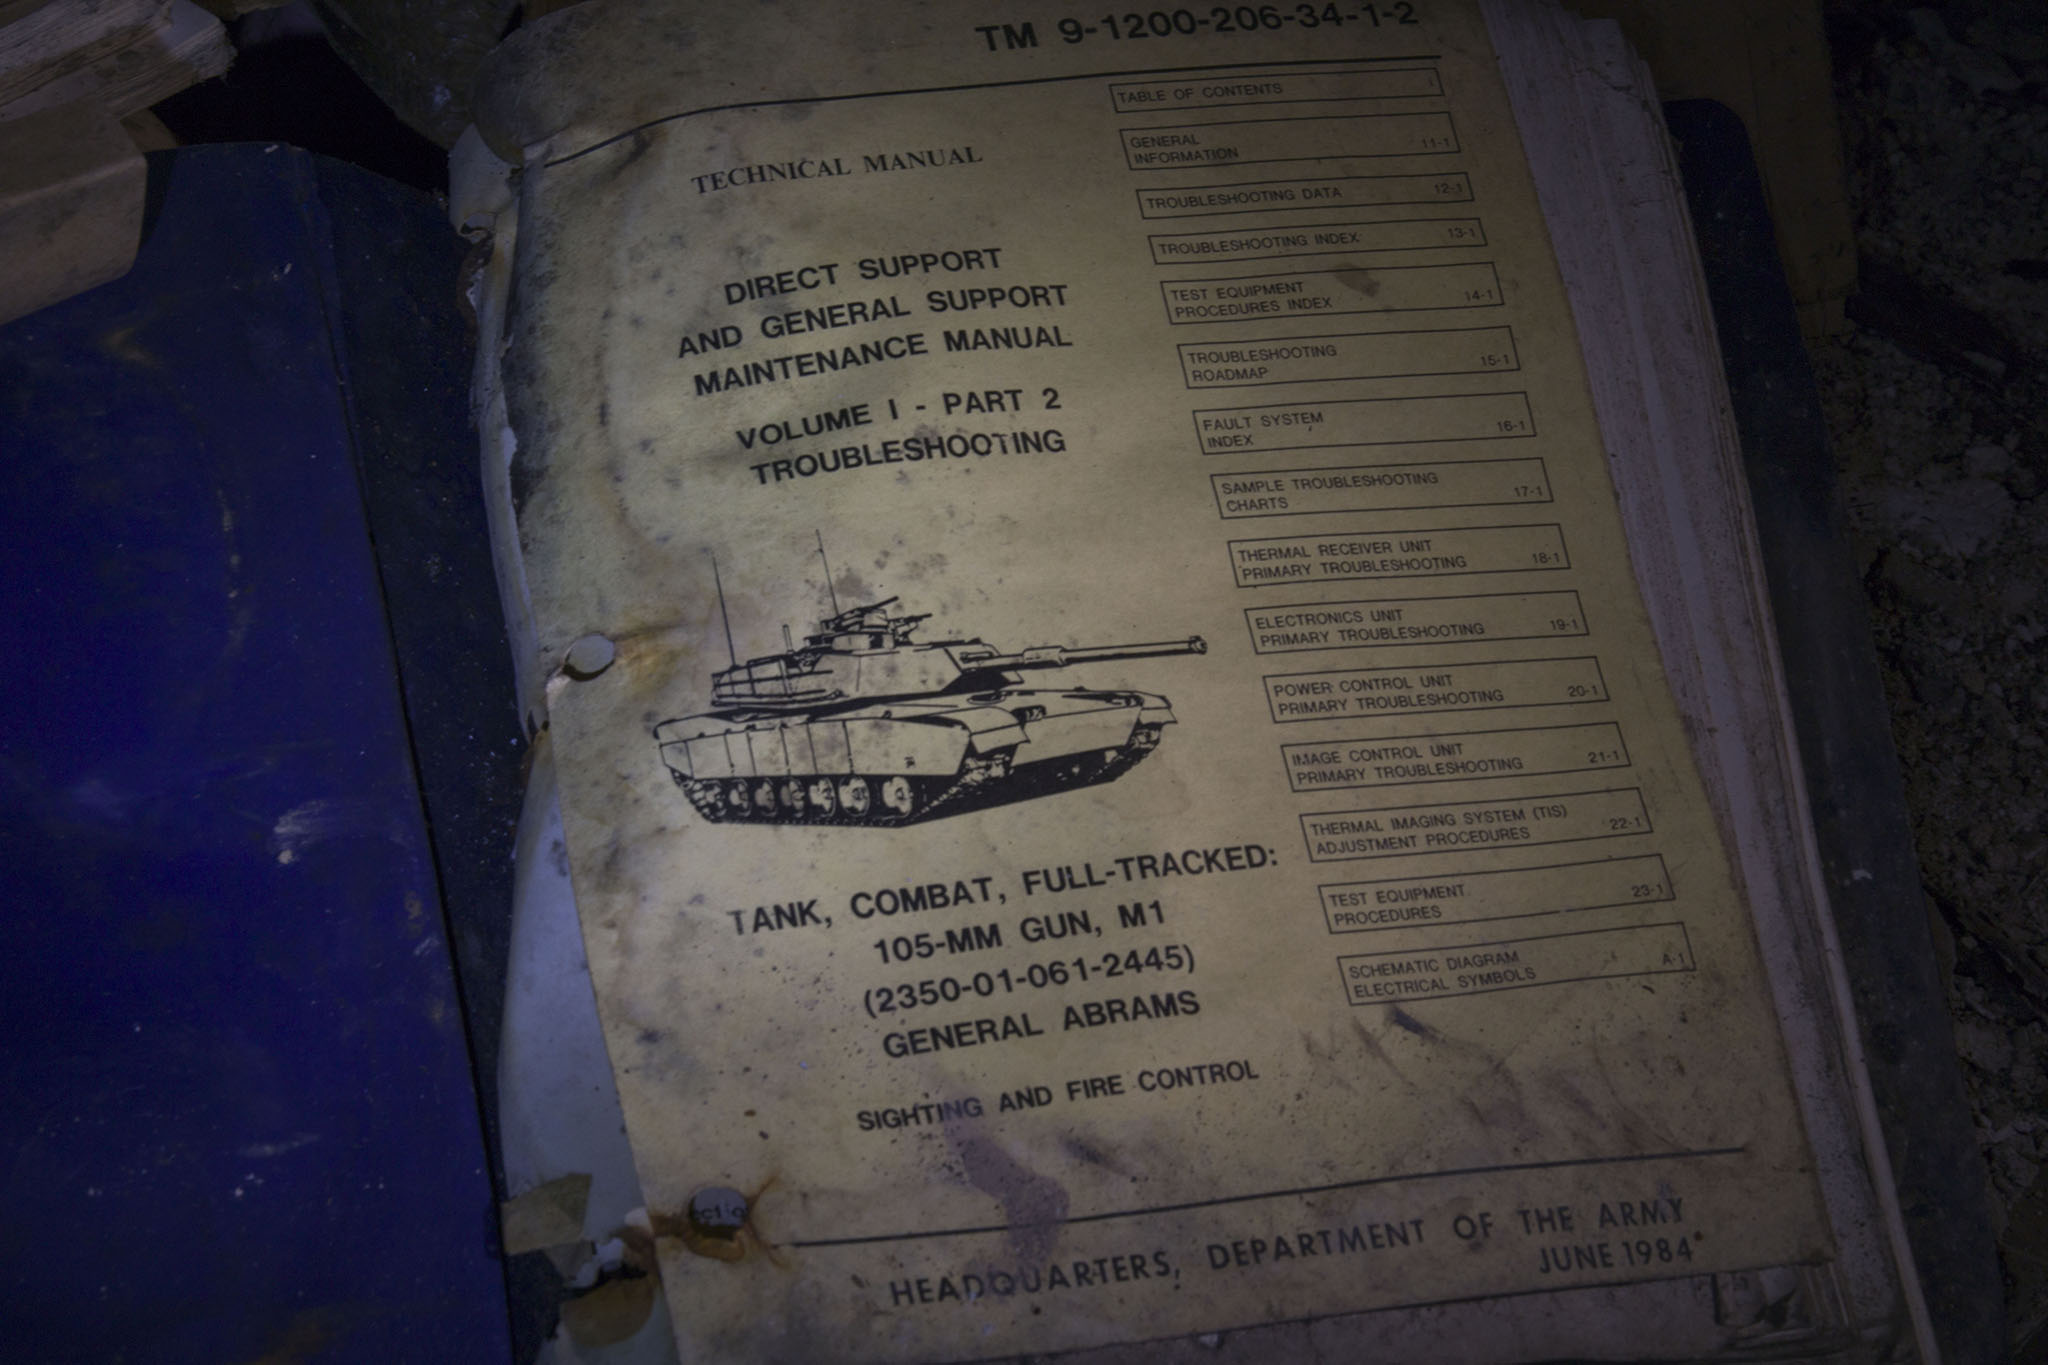 TM 9-1200-206-34-1-2
TECHNICAL MANUAL
DIRECT SUPPORT
AND GENERAL SUPPORT
MAINTENANCE MANUAL
VOLUME I - PART 2
TROUBLESHOOTING
TANK, COMBAT, FULL-TRACKED:
105-MM GUN, M1
(2350-01-061-2445)
GENERAL ABRAMS
SIGHTING AND FIRE CONTROL
TABLE OF CONTENTS i
GENERAL
INFORMATION 11-1
TROUBLESHOOTING DATA 12-1
TROUBLESHOOTING INDEX 13-1
TEST EQUIPMENT
PROCEDURES INDEX 14-1
TROUBLESHOOTING
ROADMAP 15-1
FAULT SYSTEM
INDEX 16-1
SAMPLE TROUBLESHOOTING
CHARTS 17-1
THERMAL RECEIVER UNIT
PRIMARY TROUBLESHOOTING 18-1
ELECTRONICS UNIT
PRIMARY TROUBLESHOOTING 19-1
POWER CONTROL UNIT
PRIMARY TROUBLESHOOTING 20-1
IMAGE CONTROL UNIT
PRIMARY TROUBLESHOOTING 21-1
THERMAL IMAGING SYSTEM (TIS)
ADJUSTMENT PROCEDURES 22-1
TEST EQUIPMENT
PROCEDURES 23-1
SCHEMATIC DIAGRAM
ELECTRICAL SYMBOLS A-1
HEADQUARTERS, DEPARTMENT OF THE ARMY
JUNE 1984